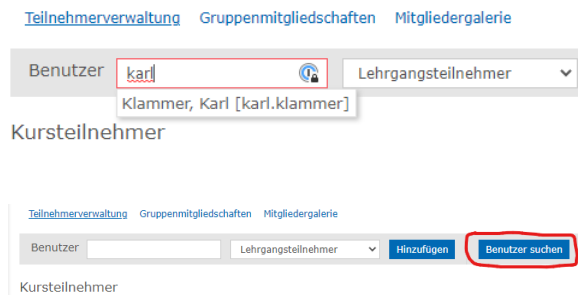 Teilnehmerverwaltung Gruppenmitgliedschaften Mitgliedergalerie
Benutzer karl Lehrgangsteilnehmer
Klammer, Karl [karl.klammer]
Kursteilnehmer
Teilnehmerverwaltung Gruppenmitgliedschaften Mitgliedergalerie
Benutzer Lehrgangsteilnehmer Hinzufügen Benutzer suchen
Kursteilnehmer